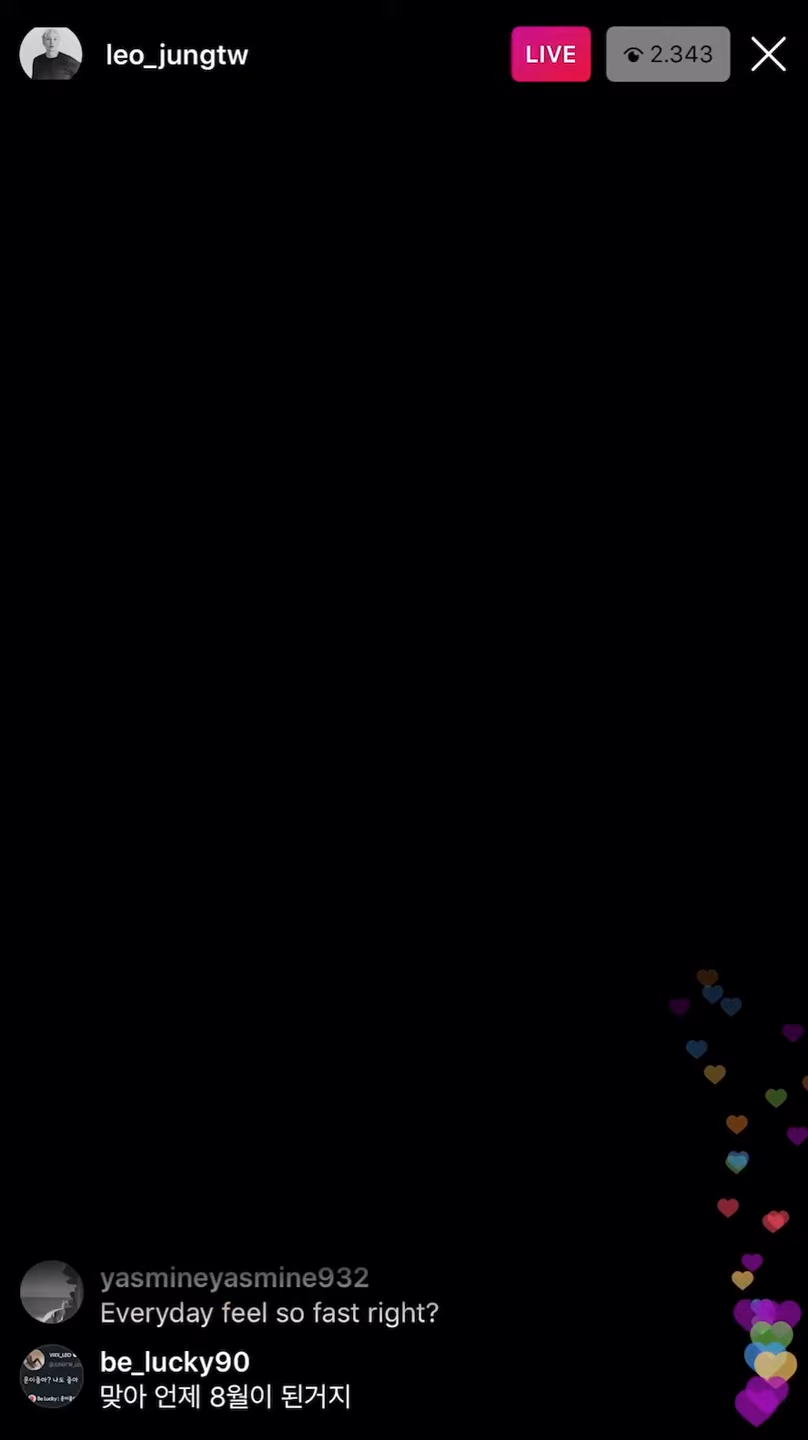 leo_jungtw
LIVE
2.343
yasmineyasmine932
Everyday feel so fast right?
be_lucky90
맞아 언제 8월이 된거지